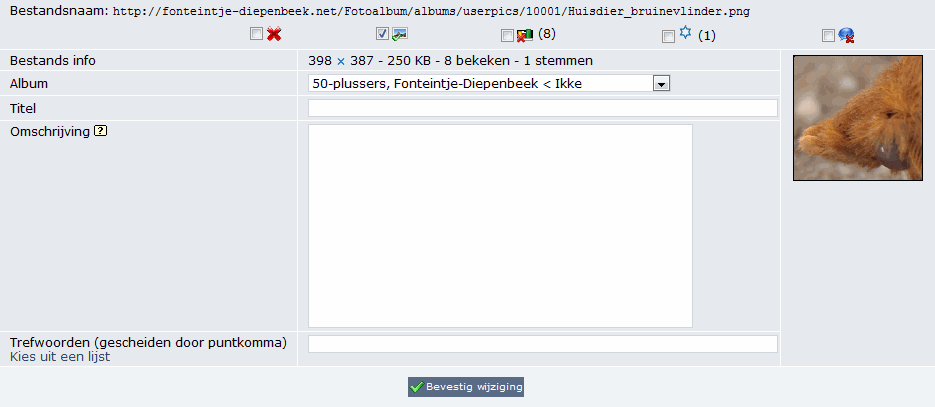 Bestandsnaam: http://fonteintje-diepenbeek.net/Fotoalbum/albums/userpics/10001/Huisdier_bruinevlinder.png
(8) (1)
Bestands info 398 × 387 - 250 KB - 8 bekeken - 1 stemmen
Album 50-plussers, Fonteintje-Diepenbeek < Ikke
Titel
Omschrijving ?
Trefwoorden (gescheiden door puntkomma)
Kies uit een lijst
Bevestig wijziging